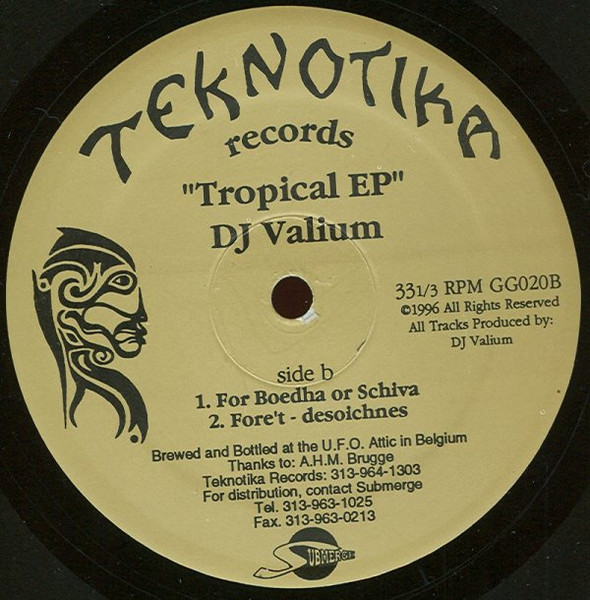 TEKNOTIKA
records
"Tropical EP"
DJ Valium
33 1/3 RPM GG020B
©1996 All Rights Reserved
All Tracks Produced by:
DJ Valium
side b
1. For Boedha or Schiva
2. Fore't - desoichnes
Brewed and Bottled at the U.F.O. Attic in Belgium
Thanks to: A.H.M. Brugge
Teknotika Records: 313-964-1303
For distribution, contact Submerge
Tel. 313-963-1025
Fax. 313-963-0213
SUBMERGE